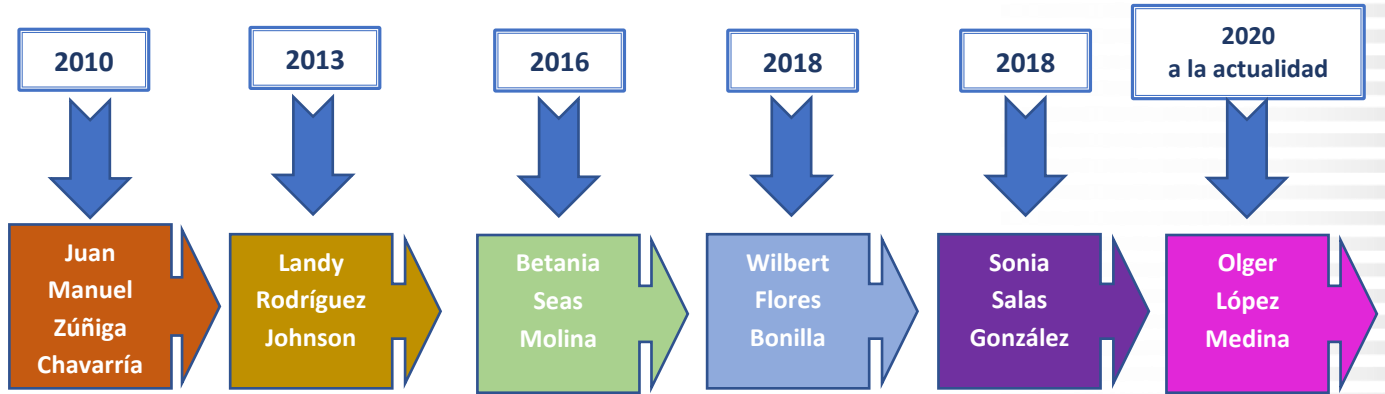 2010
2013
2016
2018
2018
2020
a la actualidad
Juan
Manuel
Zúñiga
Chavarría
Landy
Rodríguez
Johnson
Betania
Seas
Molina
Wilbert
Flores
Bonilla
Sonia
Salas
González
Olger
López
Medina